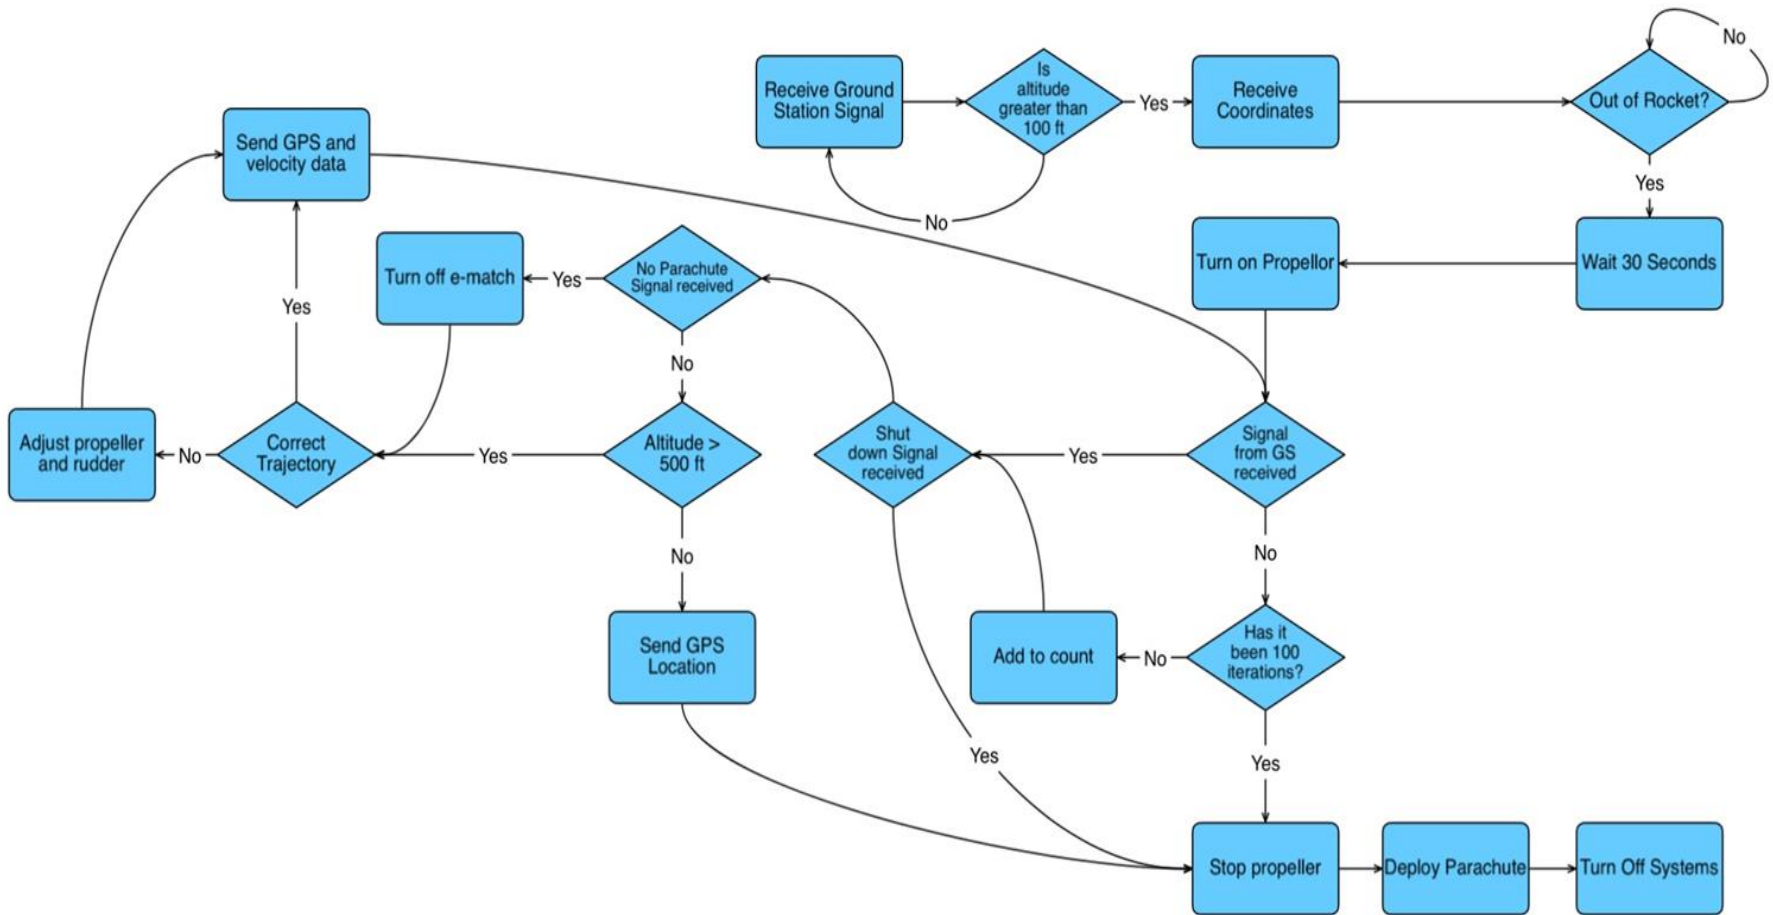 No
Is
altitude
greater than
100 ft
Receive Ground
Station Signal
Yes
Receive
Coordinates
Out of Rocket?
Send GPS and
velocity data
Yes
No
Turn on Propellor
Wait 30 Seconds
Turn off e-match
Yes
No Parachute
Signal received
Yes
No
Adjust propeller
and rudder
No
Correct
Trajectory
Yes
Altitude >
500 ft
Shut
down Signal
received
Yes
Signal
from GS
received
No
No
Send GPS
Location
Add to count
No
Has it
been 100
iterations?
Yes
Yes
Stop propeller
Deploy Parachute
Turn Off Systems